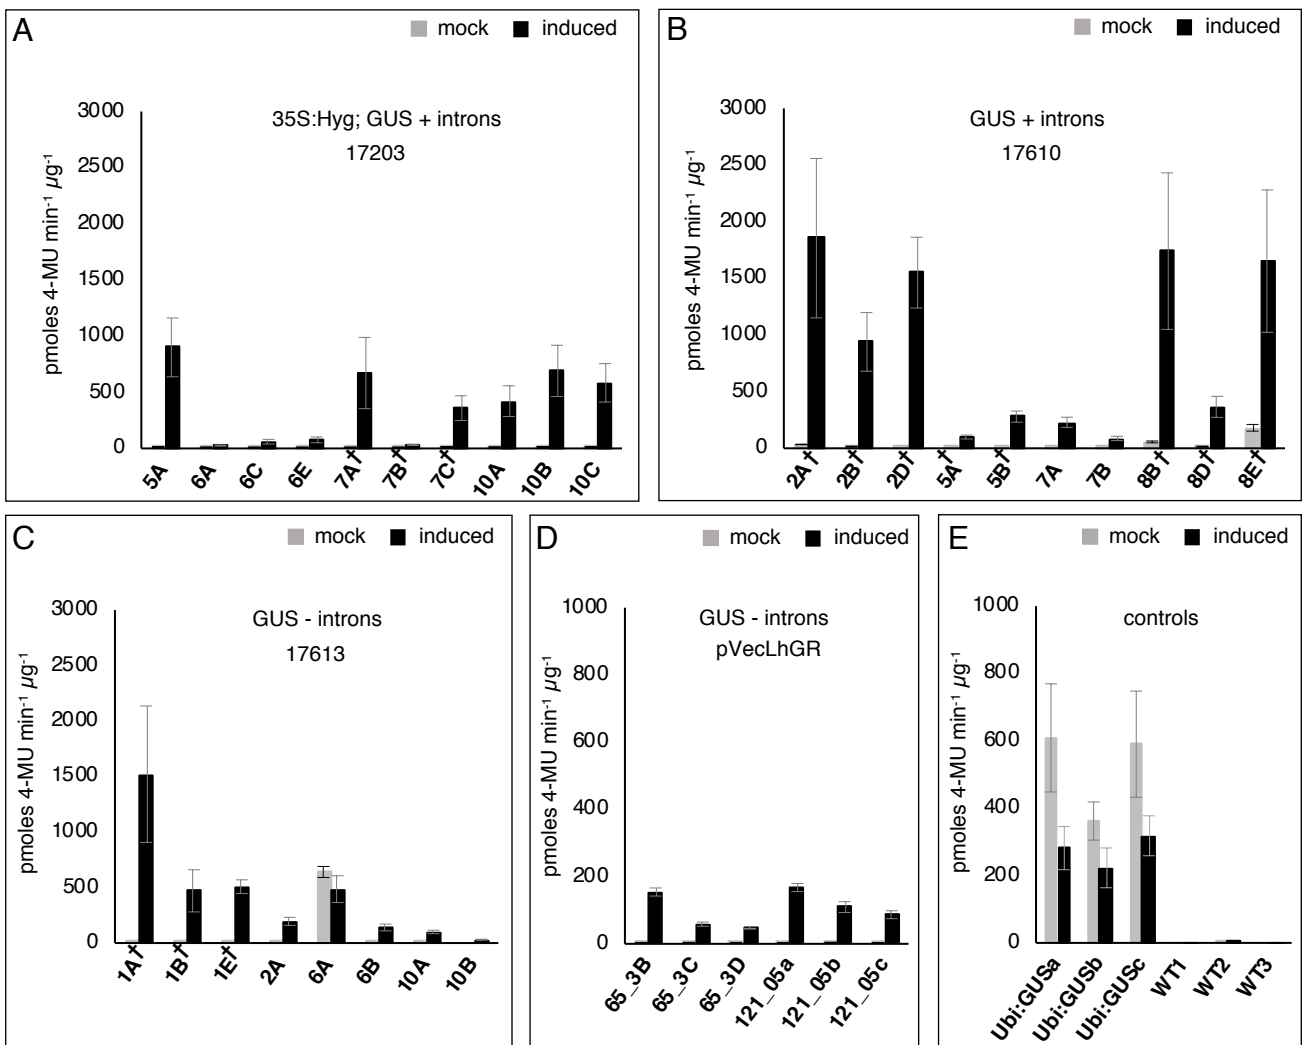 A
mock induced
35S:Hyg; GUS + introns
17203
pmoles 4-MU min⁻¹ µg⁻¹
3000
2500
2000
1500
1000
500
0
5A 6A 6C 6E 7A† 7B† 7C† 10A 10B 10C
B
mock induced
GUS + introns
17610
pmoles 4-MU min⁻¹ µg⁻¹
3000
2500
2000
1500
1000
500
0
2A† 2B† 2D† 5A† 5B† 7A 7B 8B† 8D† 8E†
C
mock induced
GUS - introns
17613
pmoles 4-MU min⁻¹ µg⁻¹
3000
2500
2000
1500
1000
500
0
1A† 1B† 1E† 2A 6A 6B 10A 10B
D
mock induced
GUS - introns
pVecLhGR
pmoles 4-MU min⁻¹ µg⁻¹
1000
800
600
400
200
0
65_3B 65_3C 65_3D 121_05a 121_05b 121_05c
E
mock induced
controls
pmoles 4-MU min⁻¹ µg⁻¹
1000
800
600
400
200
0
Ubi:GUSa Ubi:GUSb Ubi:GUSc WT1 WT2 WT3